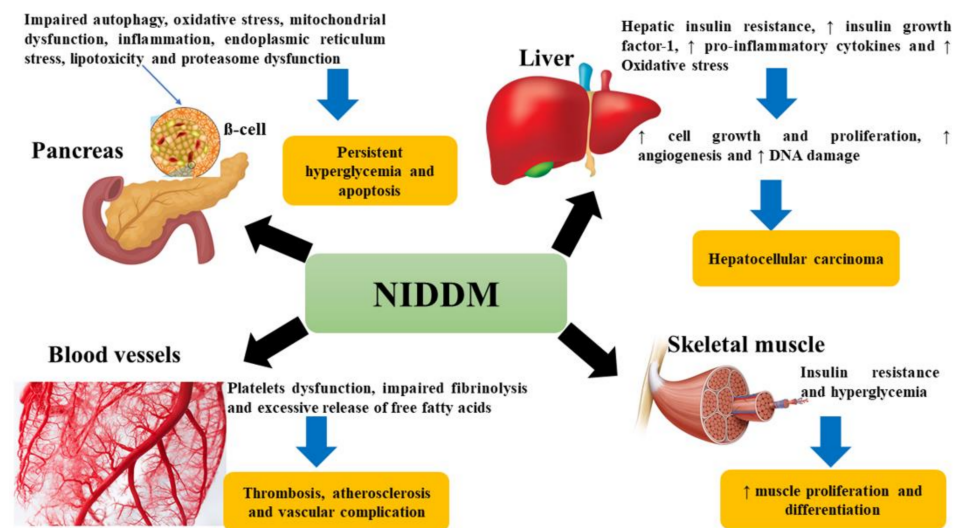 Impaired autophagy, oxidative stress, mitochondrial
dysfunction, inflammation, endoplasmic reticulum
stress, lipotoxicity and proteasome dysfunction
ß-cell
Pancreas
Persistent
hyperglycemia and
apoptosis
Liver
Hepatic insulin resistance, ↑ insulin growth
factor-1, ↑ pro-inflammatory cytokines and ↑
Oxidative stress
↑ cell growth and proliferation, ↑
angiogenesis and ↑ DNA damage
Hepatocellular carcinoma
NIDDM
Blood vessels
Platelets dysfunction, impaired fibrinolysis
and excessive release of free fatty acids
Thrombosis, atherosclerosis
and vascular complication
Skeletal muscle
Insulin resistance
and hyperglycemia
↑ muscle proliferation and
differentiation